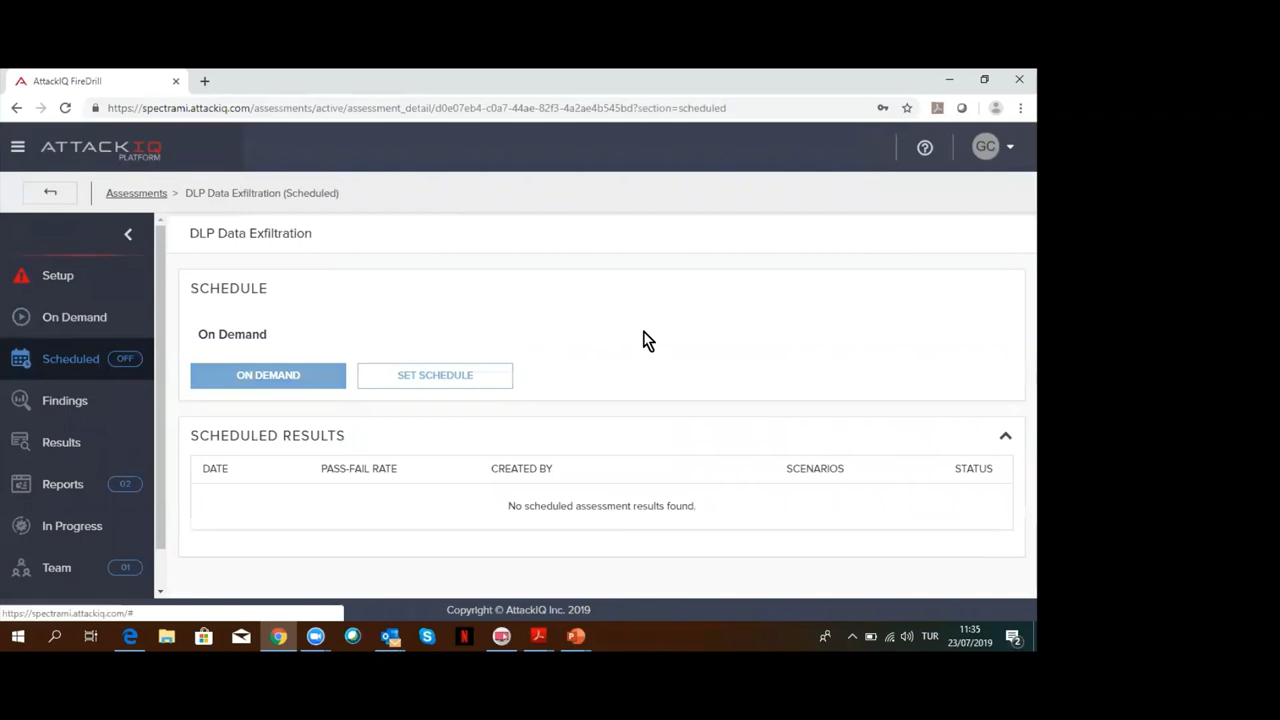 AttackIQ FireDrill
https://spectrami.attackiq.com/assessments/active/assessment_detail/d0e07eb4-c0a7-44ae-82f3-4a2ae4b545bd?section=scheduled
ATTACKIQ
PLATFORM
GC
Assessments > DLP Data Exfiltration (Scheduled)
DLP Data Exfiltration
Setup
On Demand
Scheduled OFF
Findings
Results
Reports 02
In Progress
Team 01
SCHEDULE
On Demand
ON DEMAND SET SCHEDULE
SCHEDULED RESULTS
DATE PASS-FAIL RATE CREATED BY SCENARIOS STATUS
No scheduled assessment results found.
https://spectrami.attackiq.com/#
Copyright © AttackIQ Inc. 2019
TUR
11:35
23/07/2019
2